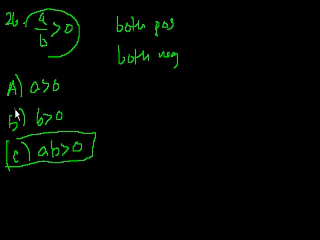 26. a/b > 0
both pos
both neg
A) a>0
B) b>0
C) ab>0